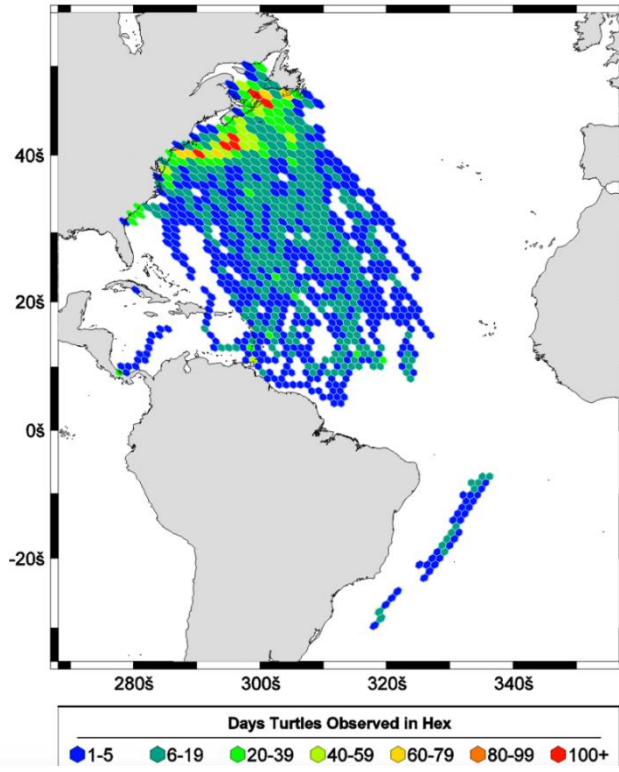 40š
20š
0š
-20š
280š
300š
320š
340š
Days Turtles Observed in Hex
1-5 6-19 20-39 40-59 60-79 80-99 100+